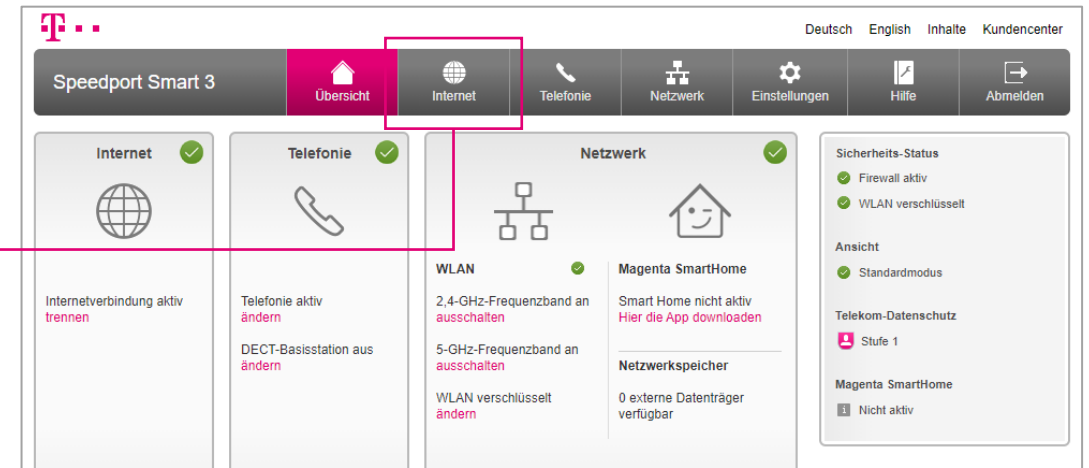 T
Deutsch English Inhalte Kundencenter
Speedport Smart 3
Übersicht
Internet
Telefonie
Netzwerk
Einstellungen
Hilfe
Abmelden
Internet
Internetverbindung aktiv
trennen
Telefonie
Telefonie aktiv
ändern
DECT-Basisstation aus
ändern
Netzwerk
WLAN
2,4-GHz-Frequenzband an
ausschalten
5-GHz-Frequenzband an
ausschalten
WLAN verschlüsselt
ändern
Magenta SmartHome
Smart Home nicht aktiv
Hier die App downloaden
Netzwerkspeicher
0 externe Datenträger
verfügbar
Sicherheits-Status
Firewall aktiv
WLAN verschlüsselt
Ansicht
Standardmodus
Telekom-Datenschutz
Stufe 1
Magenta SmartHome
Nicht aktiv